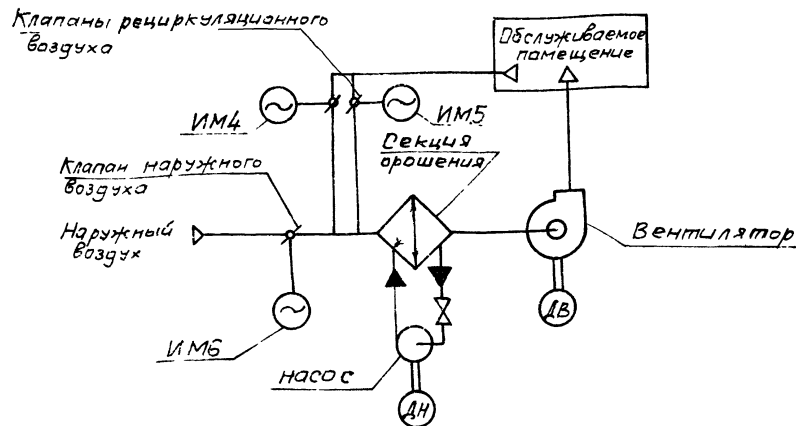 Клапаны рециркуляционного
воздуха
Обслуживаемое
помещение
ИМ4
ИМ5
Секция
орошения
Клапан наружного
воздуха
Наружный
воздух
Вентилятор
ИМ6
насос
ДВ
ДН